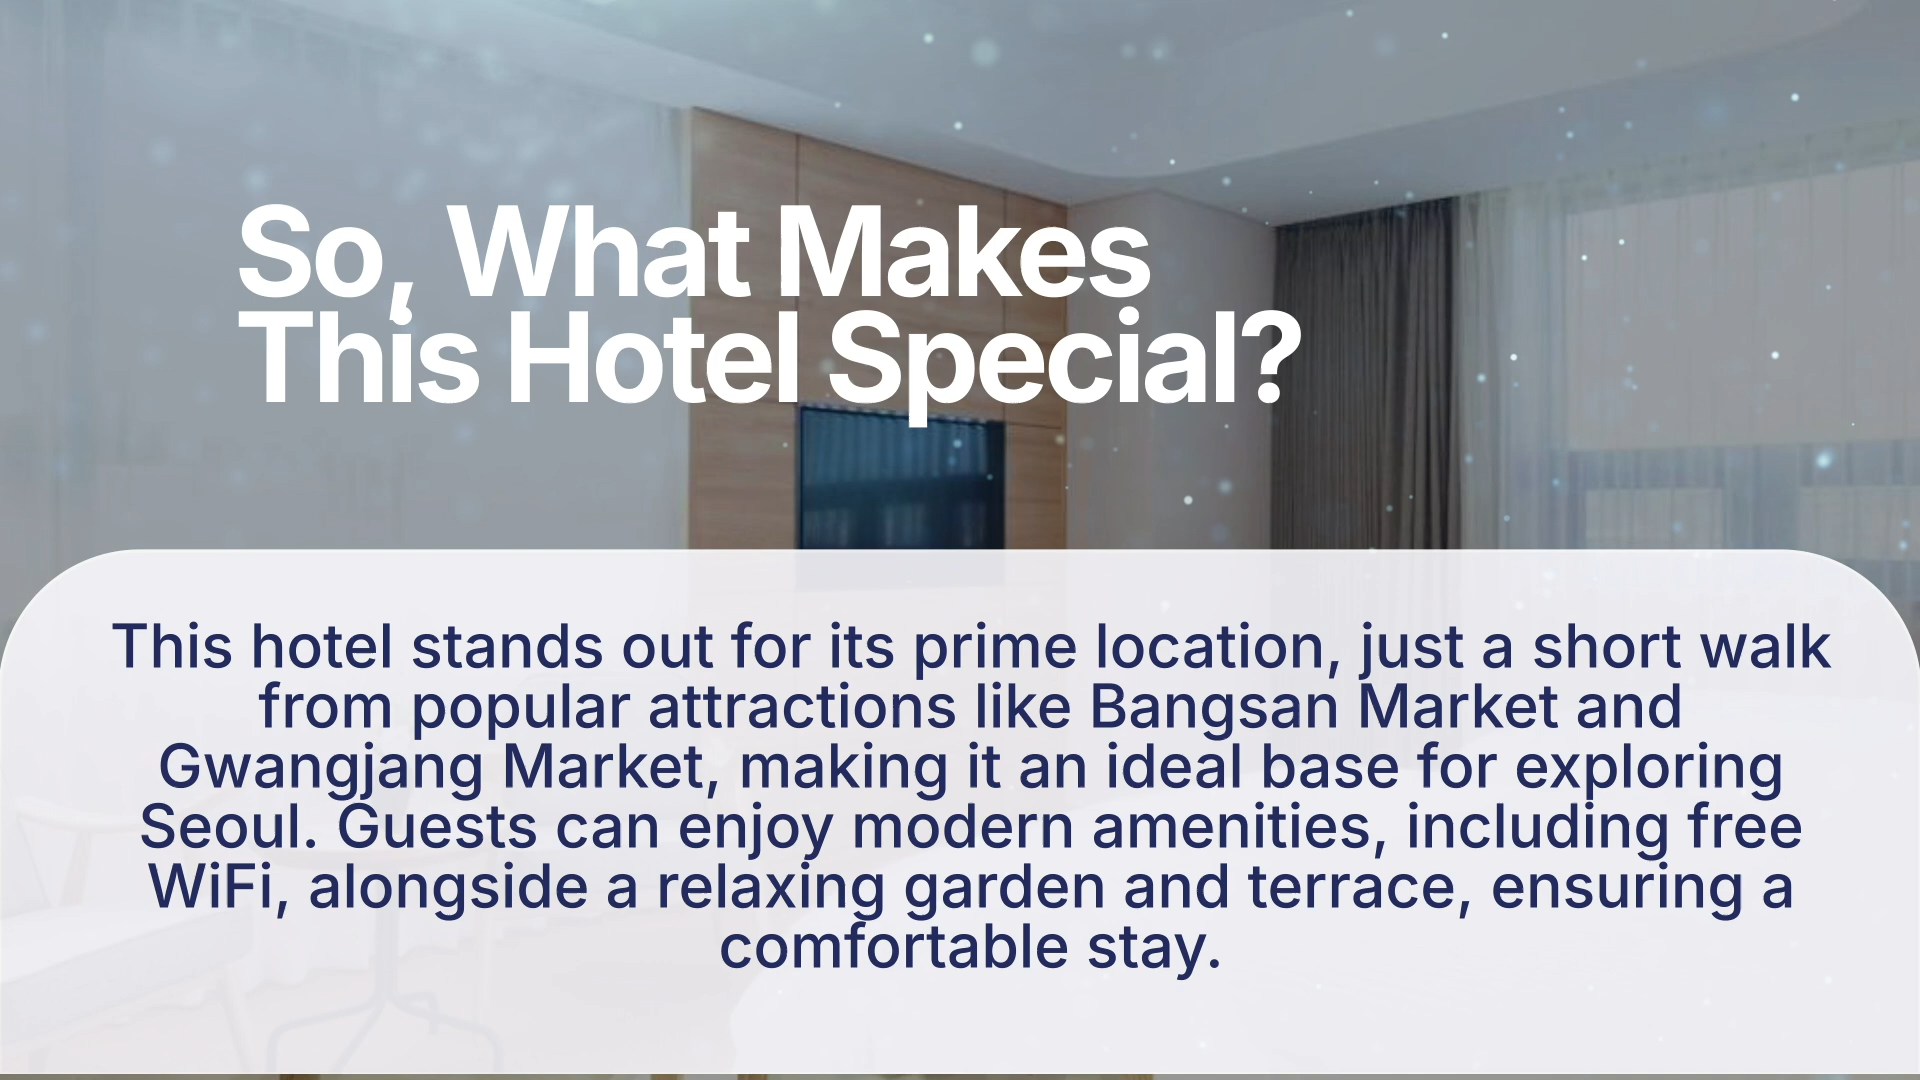 So, What Makes
This Hotel Special?
This hotel stands out for its prime location, just a short walk
from popular attractions like Bangsan Market and
Gwangjang Market, making it an ideal base for exploring
Seoul. Guests can enjoy modern amenities, including free
WiFi, alongside a relaxing garden and terrace, ensuring a
comfortable stay.